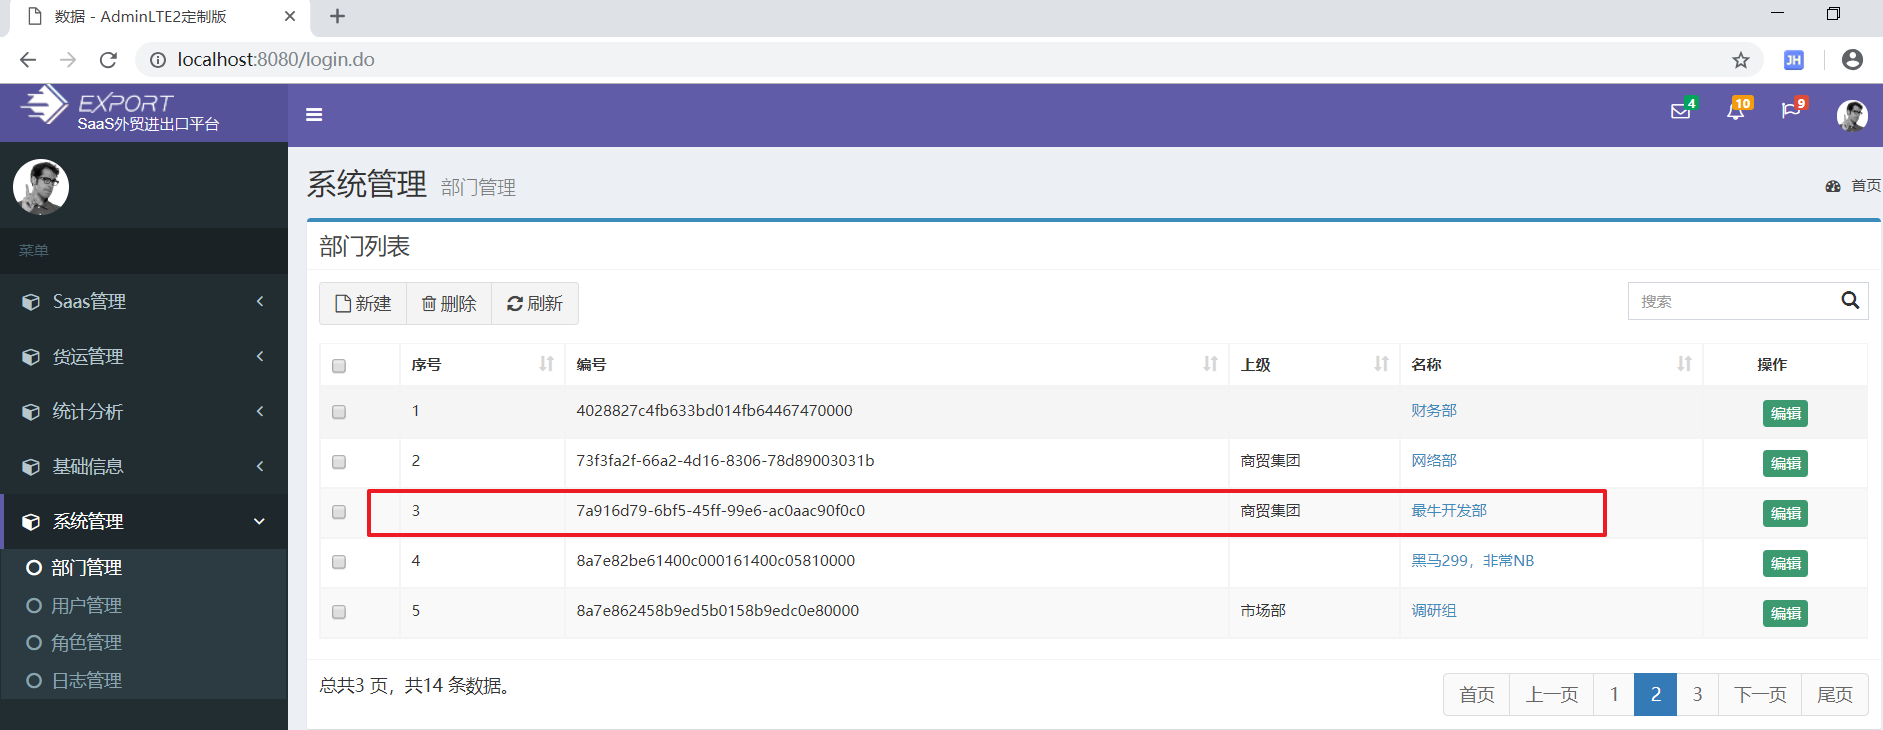 数据 - AdminLTE2定制版
localhost:8080/login.do
JH
EXPORT
SaaS外贸进出口平台
4
10
9
系统管理 部门管理
首页
菜单
Saas管理
货运管理
统计分析
基础信息
系统管理
部门管理
用户管理
角色管理
日志管理
部门列表
新建 删除 刷新
搜索
序号 编号 上级 名称 操作
1 4028827c4fb633bd014fb64467470000 财务部 编辑
2 73f3fa2f-66a2-4d16-8306-78d89003031b 商贸集团 网络部 编辑
3 7a916d79-6bf5-45ff-99e6-ac0aac90f0c0 商贸集团 最牛开发部 编辑
4 8a7e82be61400c000161400c05810000 黑马299，非常NB 编辑
5 8a7e862458b9ed5b0158b9edc0e80000 市场部 调研组 编辑
总共3 页，共14 条数据。
首页 上一页 1 2 3 下一页 尾页